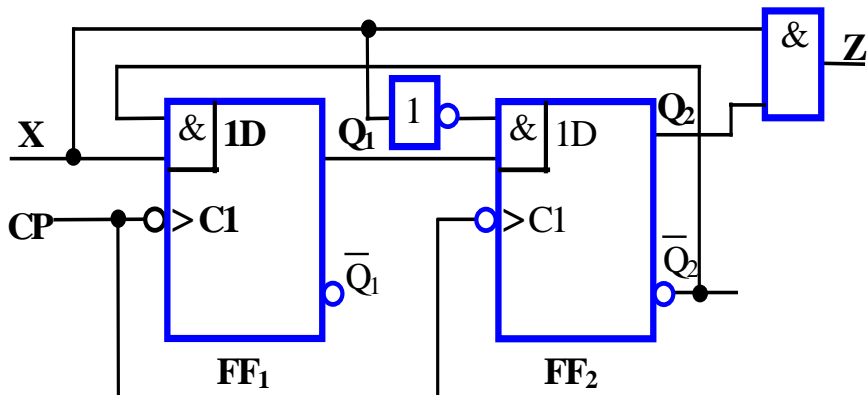 &
Z
Q₁
1
Q₂
&
1D
&
1D
X
CP
>C1
>C1
Q̅₁
Q̅₂
FF₁
FF₂